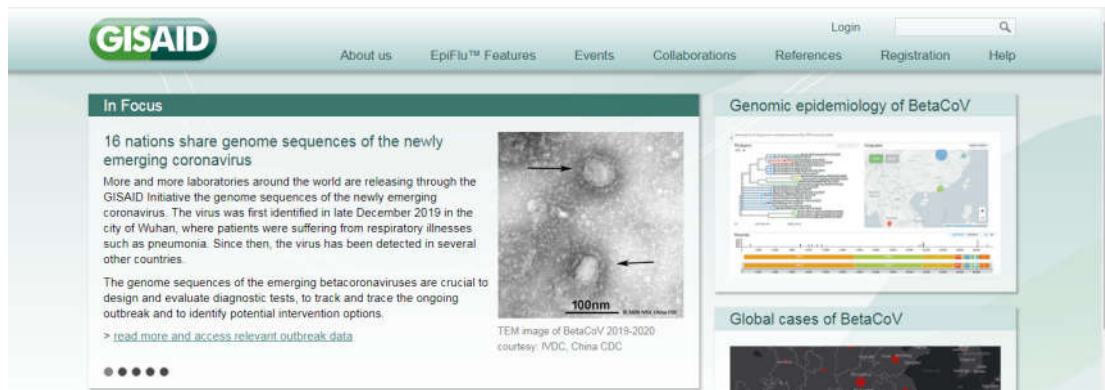 GISAID
Login
About us EpiFlu™ Features Events Collaborations References Registration Help
In Focus
16 nations share genome sequences of the newly
emerging coronavirus
More and more laboratories around the world are releasing through the
GISAID Initiative the genome sequences of the newly emerging
coronavirus. The virus was first identified in late December 2019 in the
city of Wuhan, where patients were suffering from respiratory illnesses
such as pneumonia. Since then, the virus has been detected in several
other countries.
The genome sequences of the emerging betacoronaviruses are crucial to
design and evaluate diagnostic tests, to track and trace the ongoing
outbreak and to identify potential intervention options.
> read more and access relevant outbreak data
100nm
TEM image of BetaCoV 2019-2020
courtesy: IVDC, China CDC
Genomic epidemiology of BetaCoV
Global cases of BetaCoV